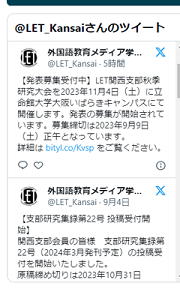 @LET_Kansaiさんのツイート
外国語教育メディア学...
@LET_Kansai · 5時間
【発表募集受付中】LET関西支部秋季
研究大会を2023年11月4日（土）に立
命館大学大阪いばらきキャンパスにて
開催します。発表の募集が開始されて
います。募集締切は2023年9月9日
（土）正午となっています。
詳細は bityl.co/Kvsp をご覧ください。
外国語教育メディア学...
@LET_Kansai · 9月4日
【支部研究集録第22号 投稿受付開
始】
関西支部会員の皆様 支部研究集録第
22号（2024年3月発刊予定）の投稿受
付を開始いたしました。
原稿締め切りは2023年10月31日